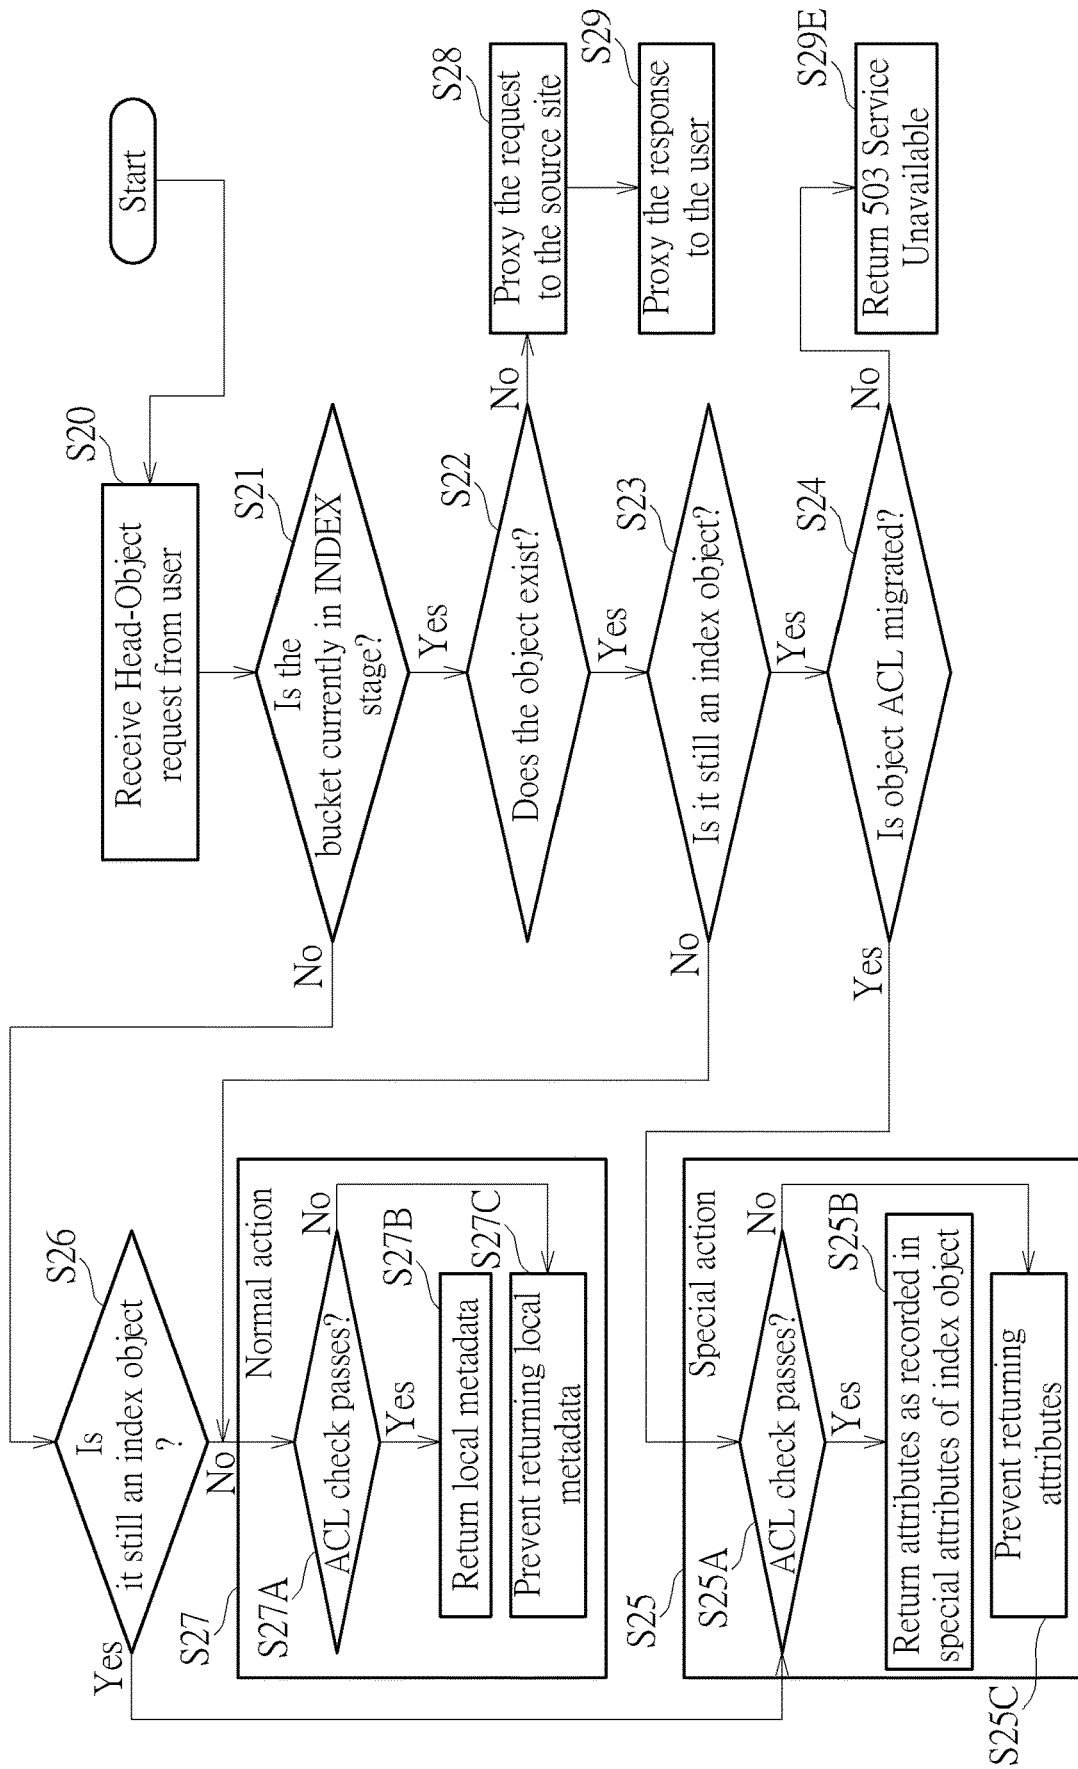 Start
S20
Receive Head-Object
request from user
S21
Is the
bucket currently in INDEX
stage?
No
Yes
S22
Does the object exist?
No
Yes
S28
Proxy the request
to the source site
S29
Proxy the response
to the user
S23
Is it still an index object?
No
Yes
S24
Is object ACL migrated?
Yes
No
S29E
Return 503 Service
Unavailable
S26
Is
it still an index object
?
Yes
No
S27
Normal action
S27A
ACL check passes?
No
Yes
S27B
Return local metadata
S27C
Prevent returning local
metadata
S25
Special action
S25A
ACL check passes?
No
Yes
S25B
Return attributes as recorded in
special attributes of index object
S25C
Prevent returning
attributes